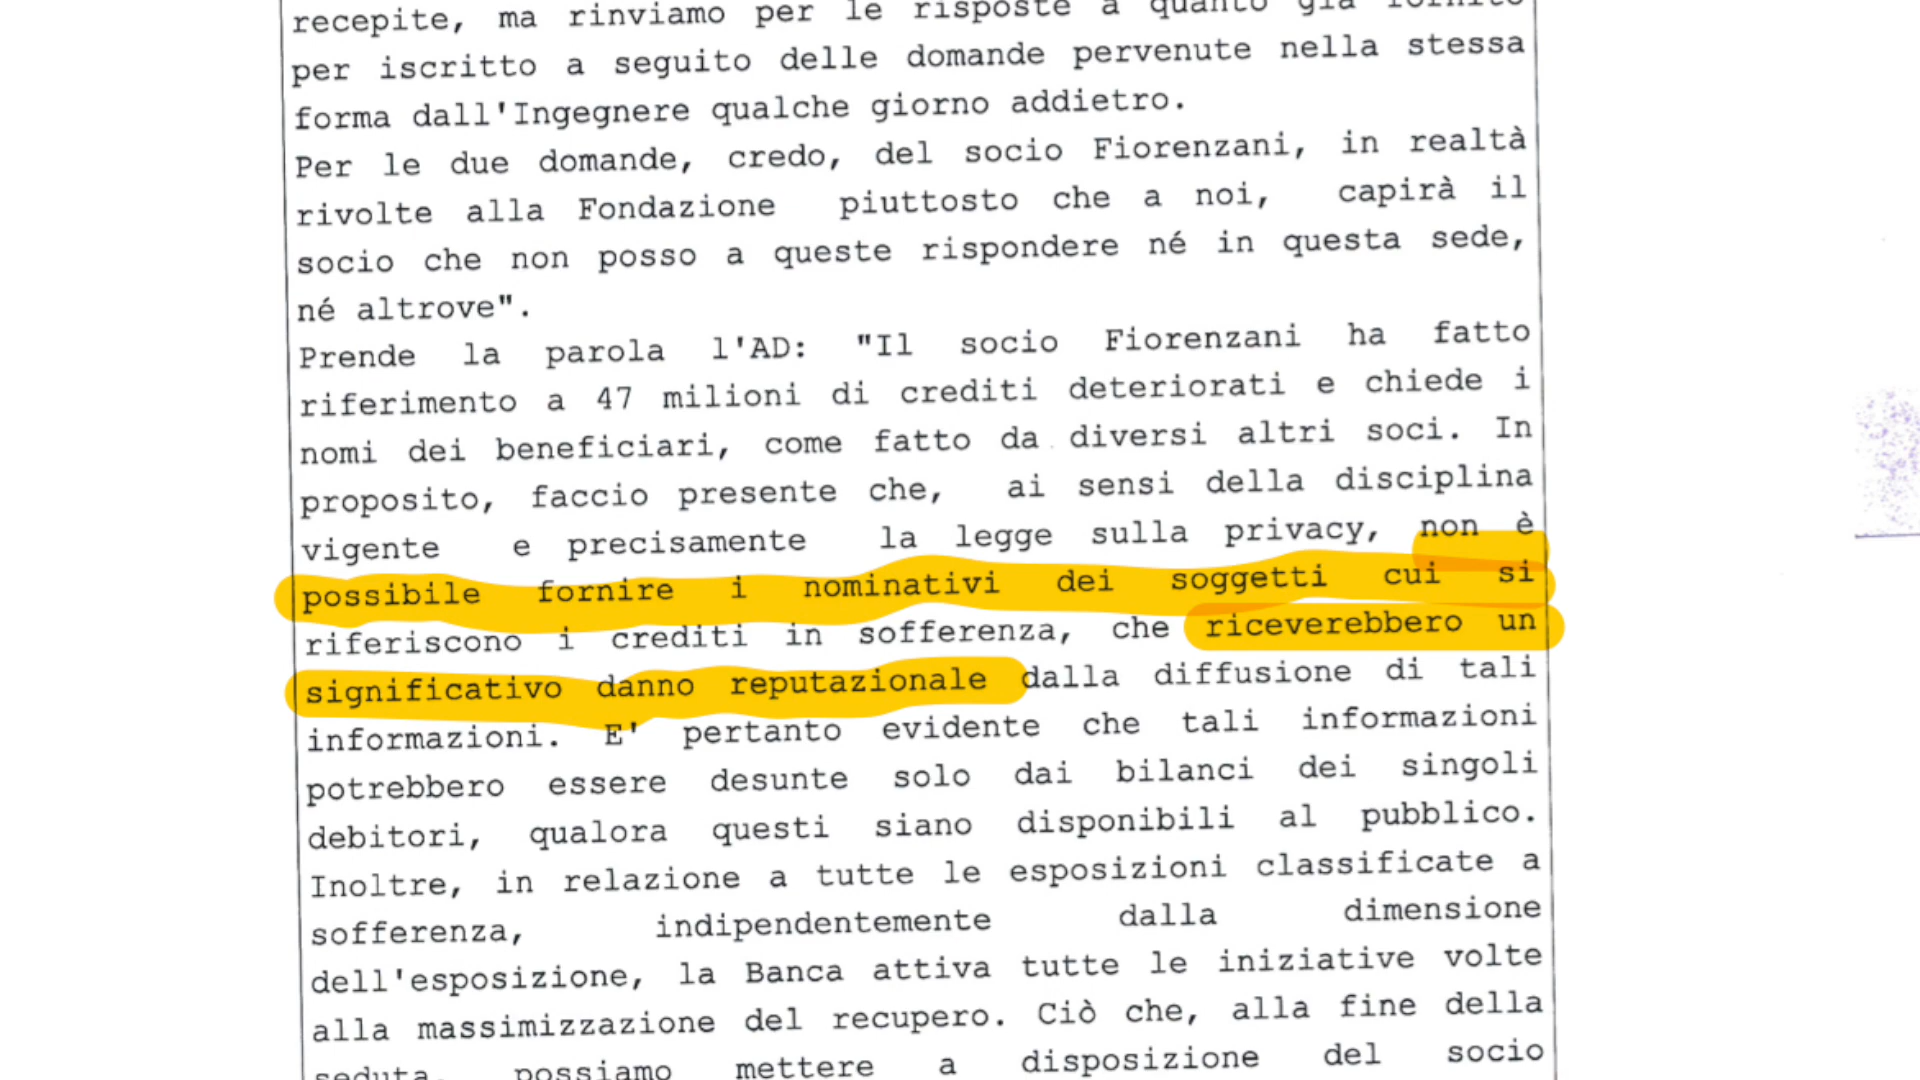 recepite, ma rinviamo per le risposte a quanto già fornito
per iscritto a seguito delle domande pervenute nella stessa
forma dall'Ingegnere qualche giorno addietro.
Per le due domande, credo, del socio Fiorenzani, in realtà
rivolte alla Fondazione piuttosto che a noi, capirà il
socio che non posso a queste rispondere né in questa sede,
né altrove".
Prende la parola l'AD: "Il socio Fiorenzani ha fatto
riferimento a 47 milioni di crediti deteriorati e chiede i
nomi dei beneficiari, come fatto da diversi altri soci. In
proposito, faccio presente che, ai sensi della disciplina
vigente e precisamente la legge sulla privacy, non è
possibile fornire i nominativi dei soggetti cui si
riferiscono i crediti in sofferenza, che riceverebbero un
significativo danno reputazionale dalla diffusione di tali
informazioni. E' pertanto evidente che tali informazioni
potrebbero essere desunte solo dai bilanci dei singoli
debitori, qualora questi siano disponibili al pubblico.
Inoltre, in relazione a tutte le esposizioni classificate a
sofferenza, indipendentemente dalla dimensione
dell'esposizione, la Banca attiva tutte le iniziative volte
alla massimizzazione del recupero. Ciò che, alla fine della
seduta, possiamo mettere a disposizione del socio